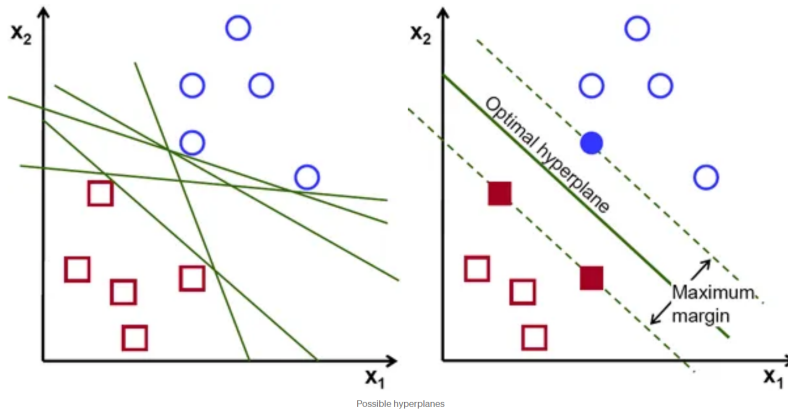 x2
x1
x2
Optimal hyperplane
Maximum
margin
x1
Possible hyperplanes